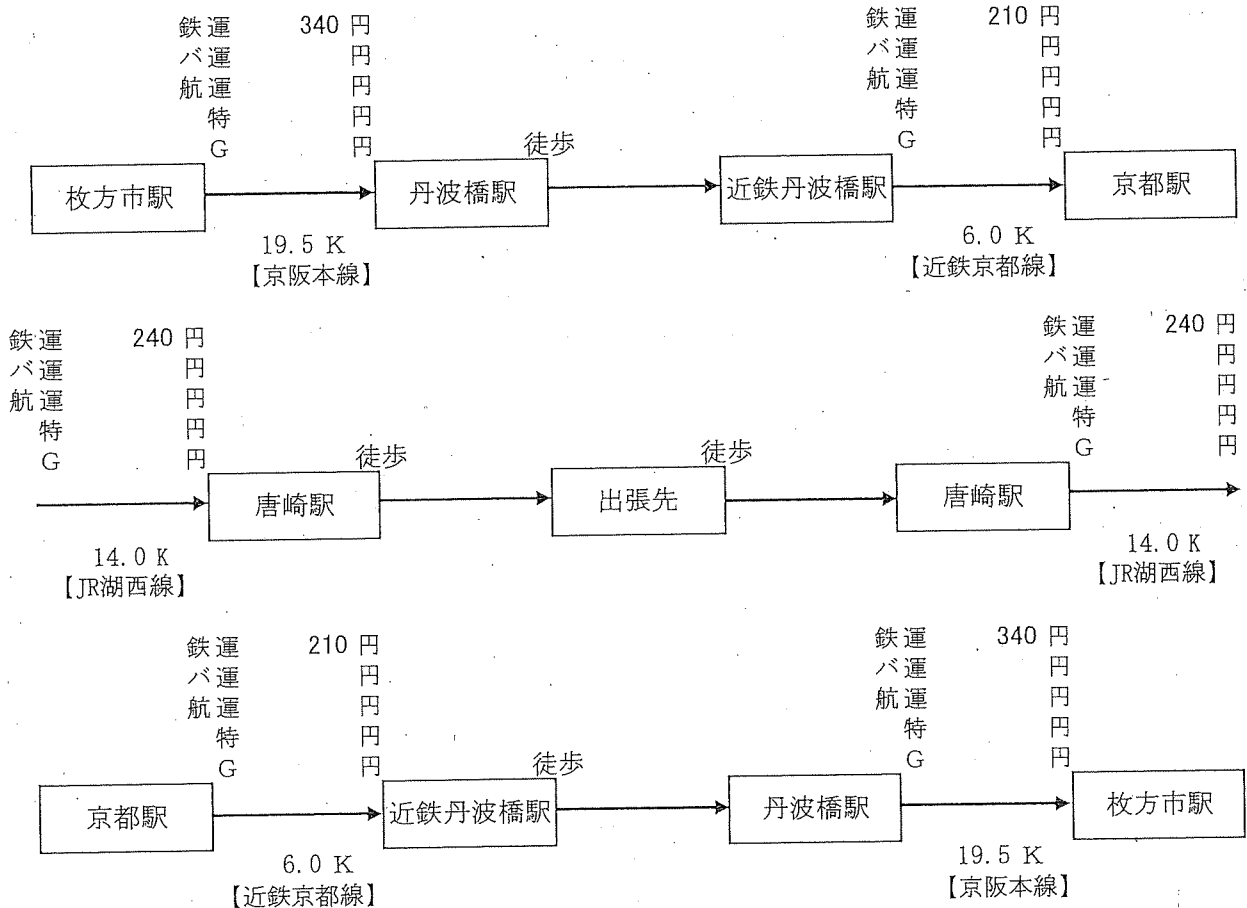 鉄運 340 円 鉄運 210 円
バ運 円 バ運 円
航運 円 航運 円
特 円 特 円
G 円 徒歩 G 円
枚方市駅 丹波橋駅 近鉄丹波橋駅 京都駅
19.5 K 6.0 K
【京阪本線】 【近鉄京都線】
鉄運 240 円 鉄運 240 円
バ運 円 バ運 円
航運 円 航運 円
特 円 特 円
G 円 徒歩 徒歩 G 円
唐崎駅 出張先 唐崎駅
14.0 K 14.0 K
【JR湖西線】 【JR湖西線】
鉄運 210 円 鉄運 340 円
バ運 円 バ運 円
航運 円 航運 円
特 円 特 円
G 円 徒歩 G 円
京都駅 近鉄丹波橋駅 丹波橋駅 枚方市駅
6.0 K 19.5 K
【近鉄京都線】 【京阪本線】